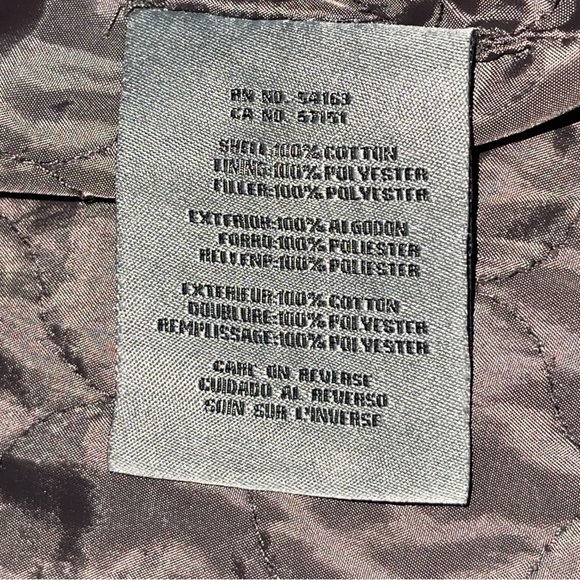 RN NO. 54163
CA NO. 57151
SHELL:100% COTTON
LINING:100% POLYESTER
FILLER:100% POLYESTER
EXTERIOR:100% ALGODON
FORRO:100% POLIESTER
RELLENO:100% POLIESTER
EXTERIEUR:100% COTTON
DOUBLURE:100% POLYESTER
REMPLISSAGE:100% POLYESTER
CARE ON REVERSE
CUIDADO AL REVERSO
SOIN SUR L'INVERSE